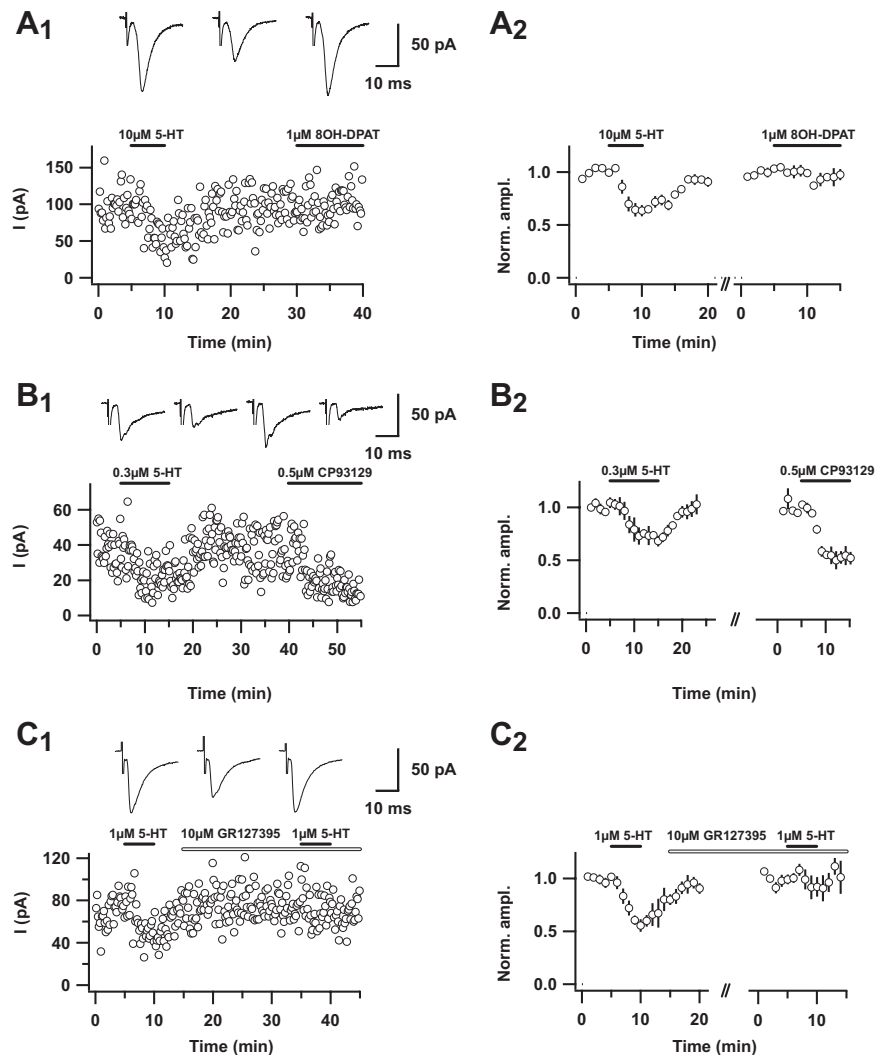 A1
50 pA
10 ms
A2
10µM 5-HT
1µM 8OH-DPAT
I (pA)
150
100
50
0
0 10 20 30 40
Time (min)
10µM 5-HT
1µM 8OH-DPAT
Norm. ampl.
1.0
0.5
0.0
0 10 20 // 0 10
Time (min)
B1
50 pA
10 ms
B2
0.3µM 5-HT
0.5µM CP93129
I (pA)
60
40
20
0
0 10 20 30 40 50
Time (min)
0.3µM 5-HT
0.5µM CP93129
Norm. ampl.
1.0
0.5
0.0
0 10 20 // 0 10
Time (min)
C1
50 pA
10 ms
C2
1µM 5-HT
10µM GR127395
1µM 5-HT
I (pA)
120
80
40
0
0 10 20 30 40
Time (min)
1µM 5-HT
10µM GR127395
1µM 5-HT
Norm. ampl.
1.0
0.5
0.0
0 10 20 // 0 10
Time (min)